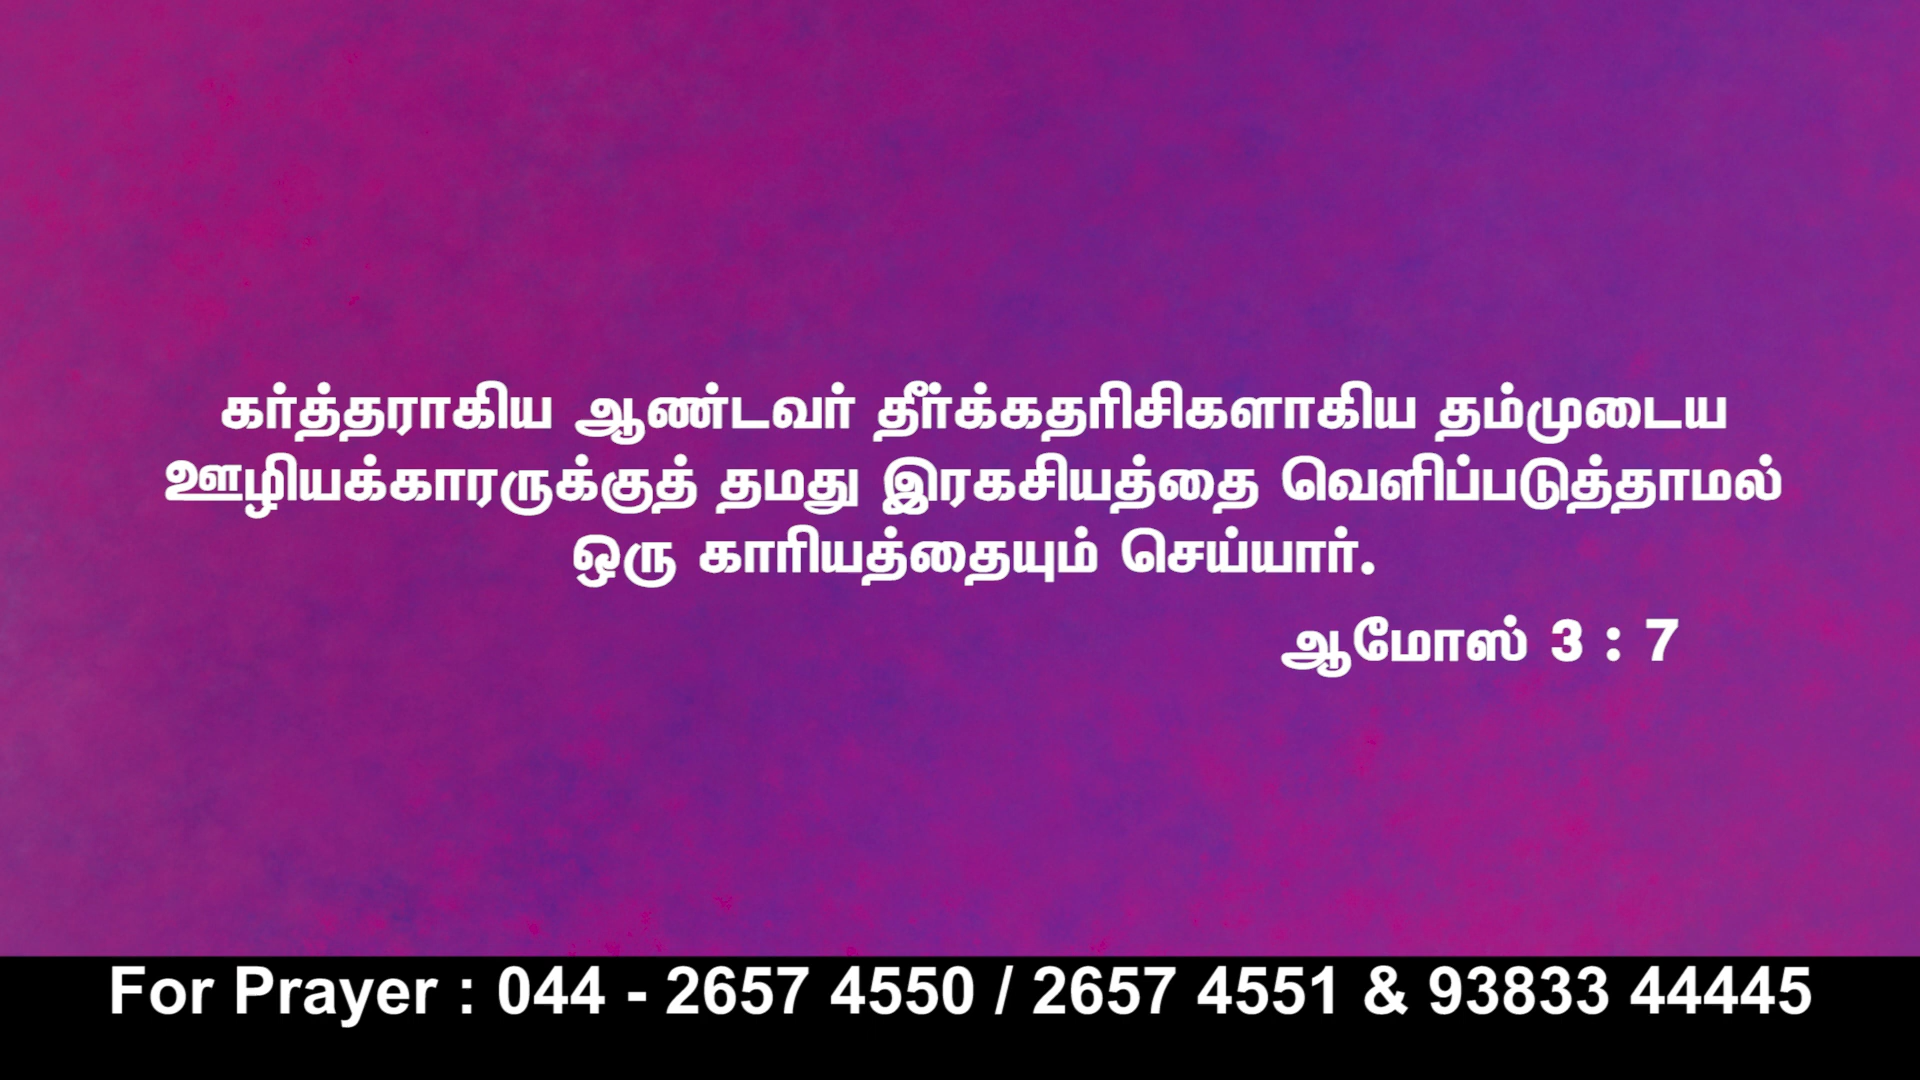 கர்த்தராகிய ஆண்டவர் தீர்க்கதரிசிகளாகிய தம்முடைய
ஊழியக்காரருக்குத் தமது இரகசியத்தை வெளிப்படுத்தாமல்
ஒரு காரியத்தையும் செய்யார்.
ஆமோஸ் 3 : 7
For Prayer : 044 - 2657 4550 / 2657 4551 & 93833 44445